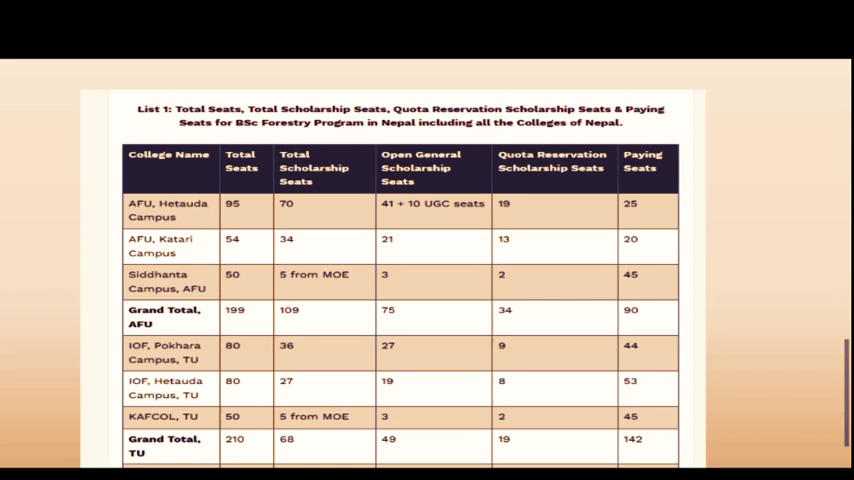 List 1: Total Seats, Total Scholarship Seats, Quota Reservation Scholarship Seats & Paying
Seats for BSc Forestry Program in Nepal including all the Colleges of Nepal.
College Name | Total Seats | Total Scholarship Seats | Open General Scholarship Seats | Quota Reservation Scholarship Seats | Paying Seats
AFU, Hetauda Campus | 95 | 70 | 41 + 10 UGC seats | 19 | 25
AFU, Katari Campus | 54 | 34 | 21 | 13 | 20
Siddhanta Campus, AFU | 50 | 5 from MOE | 3 | 2 | 45
Grand Total, AFU | 199 | 109 | 75 | 34 | 90
IOF, Pokhara Campus, TU | 80 | 36 | 27 | 9 | 44
IOF, Hetauda Campus, TU | 80 | 27 | 19 | 8 | 53
KAFCOL, TU | 50 | 5 from MOE | 3 | 2 | 45
Grand Total, TU | 210 | 68 | 49 | 19 | 142